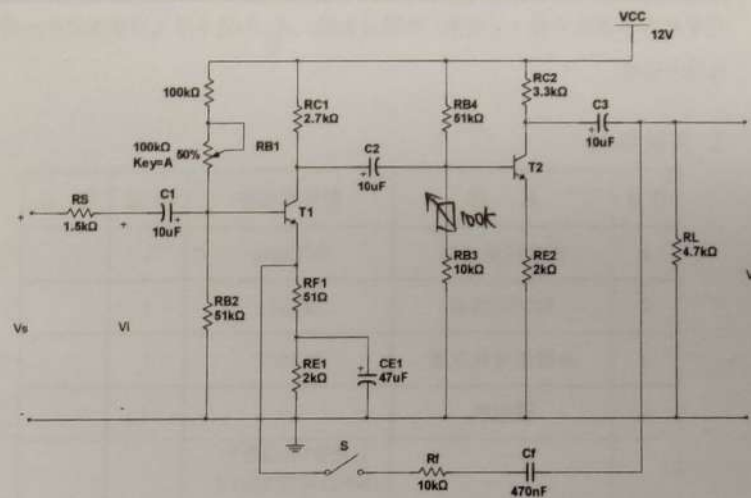 VCC
12V
100kΩ
RC1
2.7kΩ
RB4
51kΩ
RC2
3.3kΩ
C3
10uF
100kΩ
Key=A
50%
RB1
C2
10uF
T2
RS
1.5kΩ
C1
10uF
T1
100k
RL
4.7kΩ
RB3
10kΩ
RE2
2kΩ
RF1
51Ω
RB2
51kΩ
Vs
Vi
RE1
2kΩ
CE1
47uF
S
Rf
10kΩ
Cf
470nF